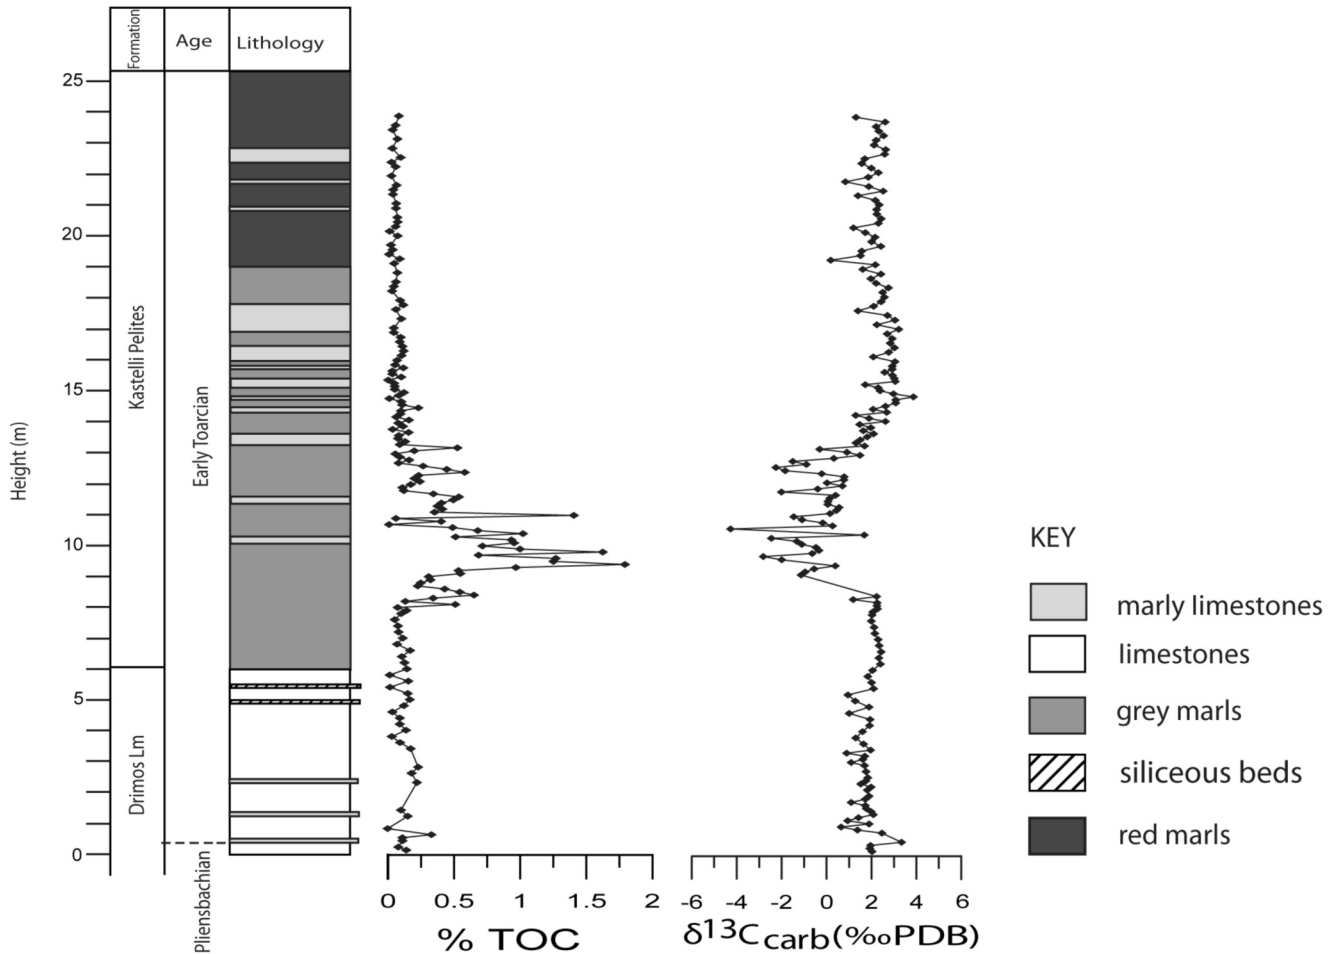 Formation
Age
Lithology
Height (m)
25
20
15
10
5
0
Kastelli Pelites
Drimos Lm
Early Toarcian
Pliensbachian
0 0.5 1 1.5 2
% TOC
-6 -4 -2 0 2 4 6
δ13Ccarb(‰PDB)
KEY
marly limestones
limestones
grey marls
siliceous beds
red marls